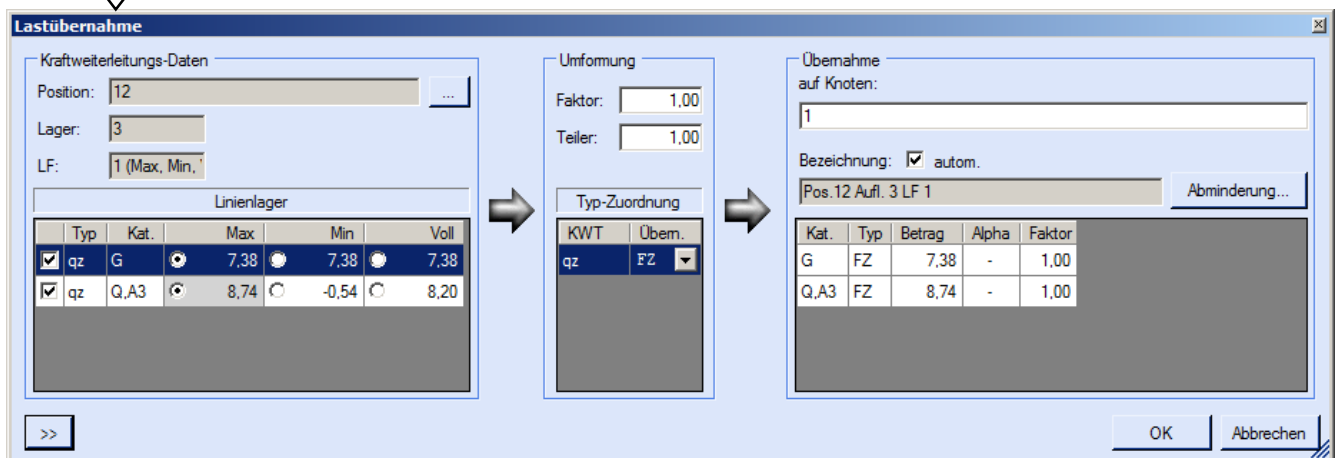 Lastübernahme
Kraftweiterleitungs-Daten
Position: 12 ...
Lager: 3
LF: 1 (Max, Min, '
Linienlager
Typ Kat. Max Min Voll
qz G 7,38 7,38 7,38
qz Q,A3 8,74 -0,54 8,20
Umformung
Faktor: 1,00
Teiler: 1,00
Typ-Zuordnung
KWT Übern.
qz FZ
Übernahme
auf Knoten:
1
Bezeichnung: autom.
Pos.12 Aufl. 3 LF 1 Abminderung...
Kat. Typ Betrag Alpha Faktor
G FZ 7,38 - 1,00
Q,A3 FZ 8,74 - 1,00
>> OK Abbrechen